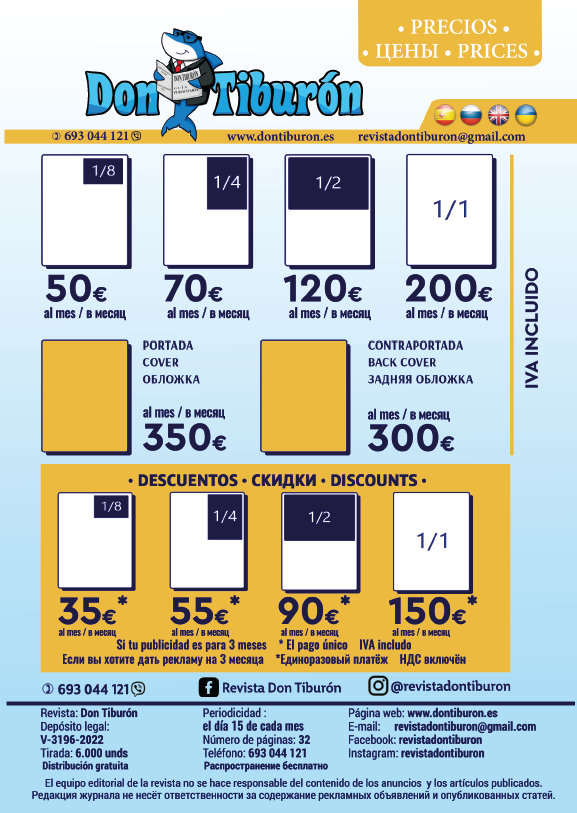 • PRECIOS •
• ЦЕНЫ • PRICES •
DON TIBURÓN
GUÍA
PUBLICITARIA
Don Tiburón
693 044 121
www.dontiburon.es
revistadontiburon@gmail.com
1/8
1/4
1/2
1/1
50€
70€
120€
200€
al mes / в месяц
al mes / в месяц
al mes / в месяц
al mes / в месяц
IVA INCLUIDO
PORTADA
COVER
ОБЛОЖКА
al mes / в месяц
350€
CONTRAPORTADA
BACK COVER
ЗАДНЯЯ ОБЛОЖКА
al mes / в месяц
300€
• DESCUENTOS • СКИДКИ • DISCOUNTS •
1/8
1/4
1/2
1/1
35€*
55€*
90€*
150€*
al mes / в месяц
al mes / в месяц
al mes / в месяц
al mes / в месяц
Si tu publicidad es para 3 meses * El pago único IVA includo
Если вы хотите дать рекламу на 3 месяца *Единоразовый платёж НДС включён
693 044 121
Revista Don Tiburón
@revistadontiburon
Revista: Don Tiburón
Depósito legal:
V-3196-2022
Tirada: 6.000 unds
Distribución gratuita
Periodicidad :
el día 15 de cada mes
Número de páginas: 32
Teléfono: 693 044 121
Распространение бесплатно
Página web: www.dontiburon.es
E-mail: revistadontiburon@gmail.com
Facebook: revistadontiburon
Instagram: revistadontiburon
El equipo editorial de la revista no se hace responsable del contenido de los anuncios y los artículos publicados.
Редакция журнала не несёт ответственности за содержание рекламных объявлений и опубликованных статей.